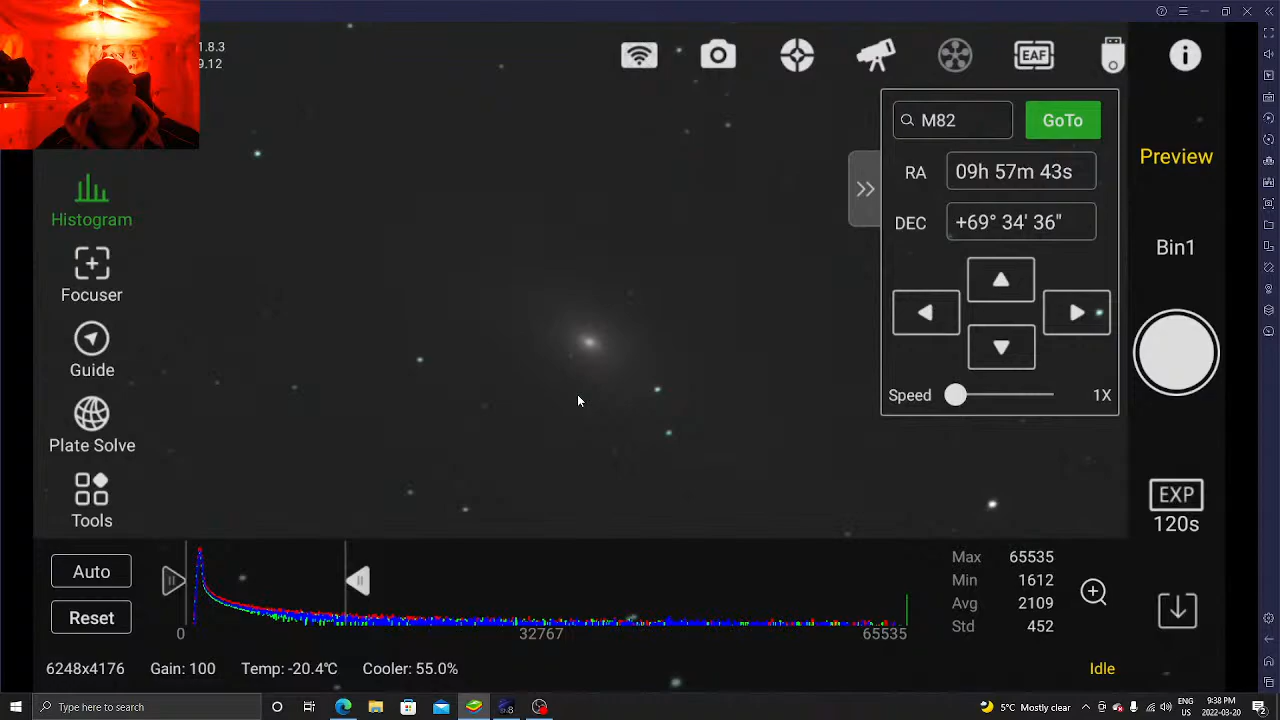 1.8.3
9.12
EAF
M82
GoTo
RA
09h 57m 43s
DEC
+69° 34' 36"
Speed
1X
Preview
Bin1
EXP
120s
Histogram
Focuser
Guide
Plate Solve
Tools
Auto
Reset
0
32767
65535
Max 65535
Min 1612
Avg 2109
Std 452
6248x4176 Gain: 100 Temp: -20.4℃ Cooler: 55.0%
Idle
Type here to search
5°C Mostly clear
ENG
CMS
9:38 PM
2022-03-20